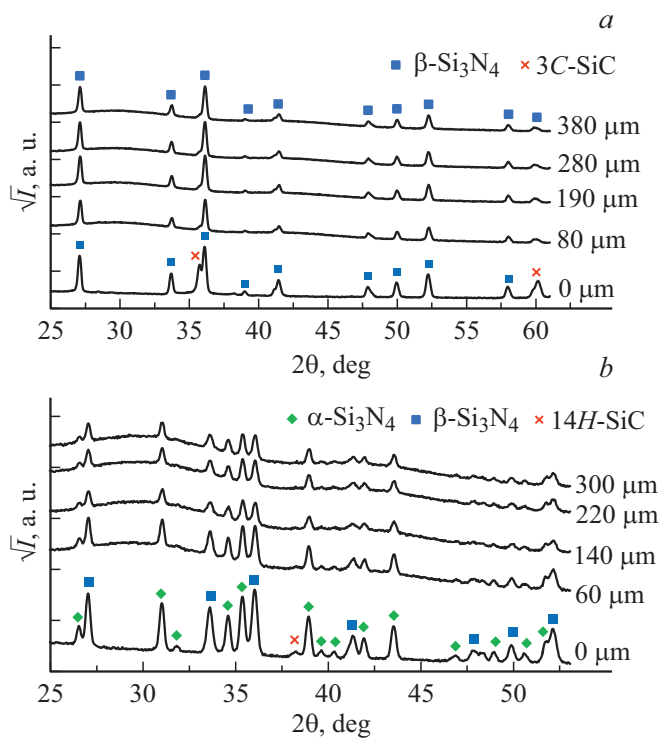 a
β-Si₃N₄ 3C-SiC
380 μm
280 μm
190 μm
80 μm
0 μm
√I, a. u.
25 30 35 40 45 50 55 60
2θ, deg
b
α-Si₃N₄ β-Si₃N₄ 14H-SiC
300 μm
220 μm
140 μm
60 μm
0 μm
√I, a. u.
25 30 35 40 45 50
2θ, deg